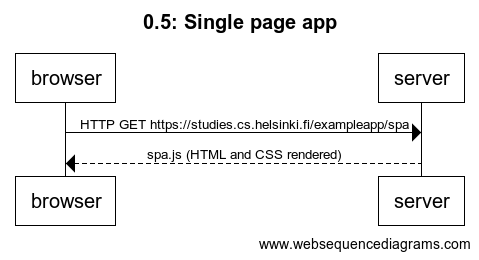 0.5: Single page app
browser
server
HTTP GET https://studies.cs.helsinki.fi/exampleapp/spa
spa.js (HTML and CSS rendered)
browser
server
www.websequencediagrams.com